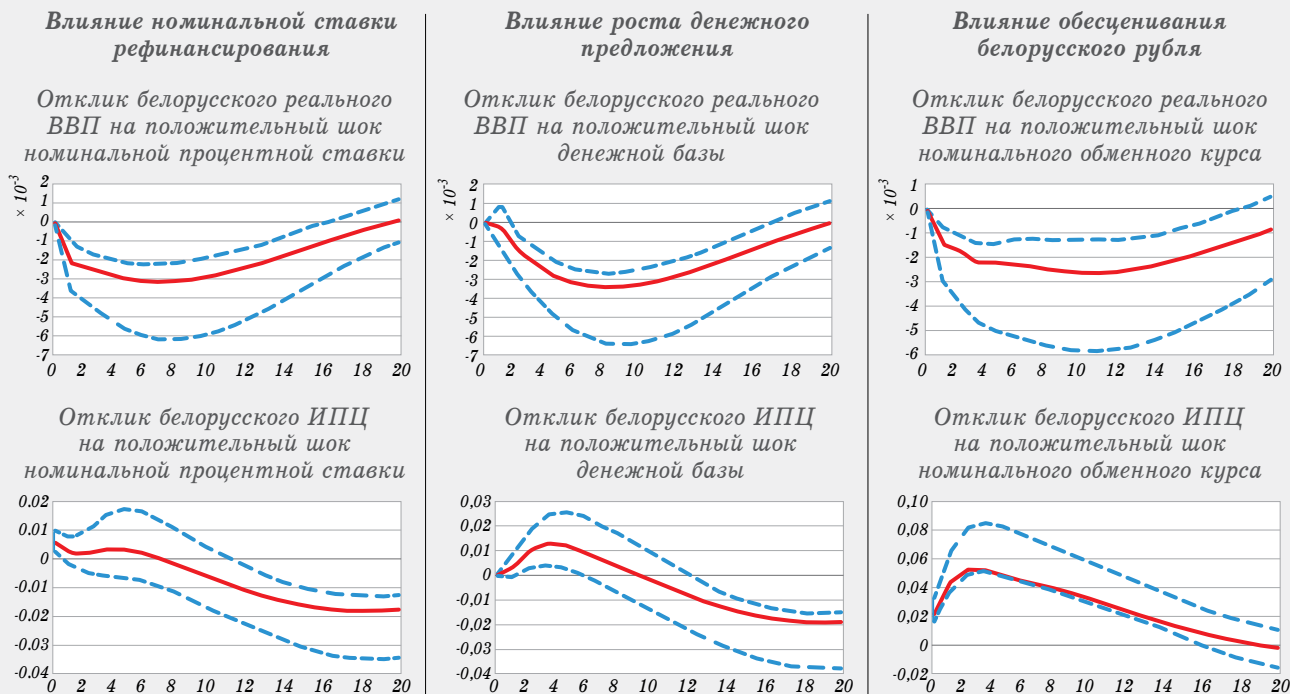 Влияние номинальной ставки
рефинансирования
Отклик белорусского реального
ВВП на положительный шок
номинальной процентной ставки
× 10⁻³
2
1
0
-1
-2
-3
-4
-5
-6
-7
0 2 4 6 8 10 12 14 16 18 20
Отклик белорусского ИПЦ
на положительный шок
номинальной процентной ставки
0.02
0.01
0
-0.01
-0.02
-0.03
-0.04
0 2 4 6 8 10 12 14 16 18 20
Влияние роста денежного
предложения
Отклик белорусского реального
ВВП на положительный шок
денежной базы
× 10⁻³
2
1
0
-1
-2
-3
-4
-5
-6
-7
0 2 4 6 8 10 12 14 16 18 20
Отклик белорусского ИПЦ
на положительный шок
денежной базы
0,03
0,02
0,01
0
-0,01
-0,02
-0,03
-0,04
0 2 4 6 8 10 12 14 16 18 20
Влияние обесценивания
белорусского рубля
Отклик белорусского реального
ВВП на положительный шок
номинального обменного курса
× 10⁻³
1
0
-1
-2
-3
-4
-5
-6
0 2 4 6 8 10 12 14 16 18 20
Отклик белорусского ИПЦ
на положительный шок
номинального обменного курса
0,10
0,08
0,06
0,04
0,02
0
-0,02
0 2 4 6 8 10 12 14 16 18 20